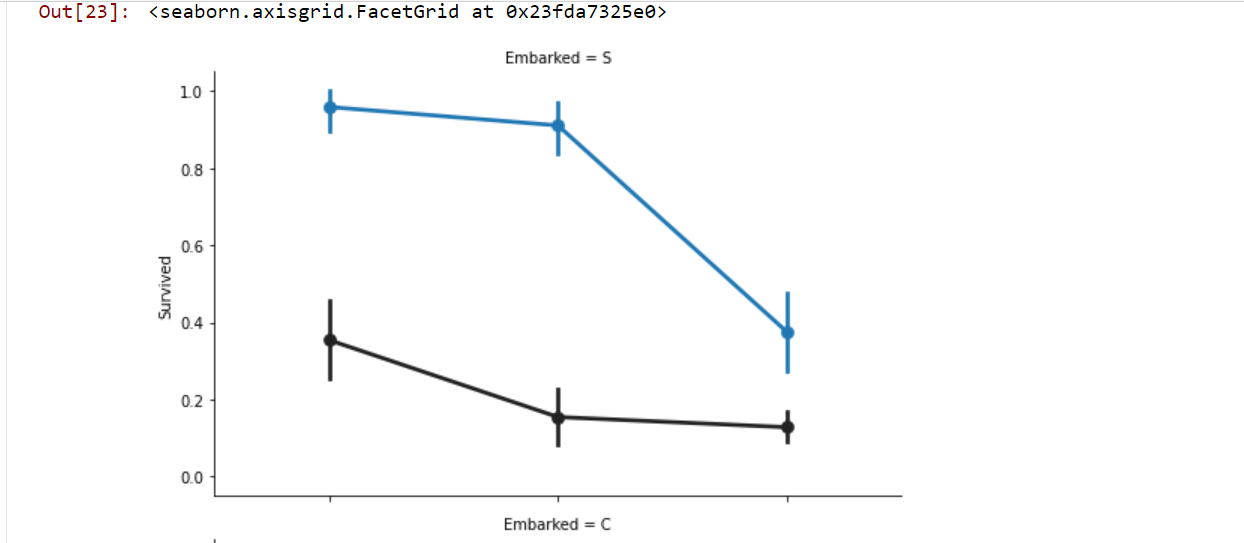 Out[23]: <seaborn.axisgrid.FacetGrid at 0x23fda7325e0>
Embarked = S
1.0
0.8
0.6
Survived
0.4
0.2
0.0
Embarked = C